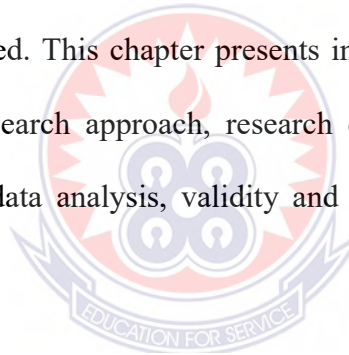 ed. This chapter presents in
earch approach, research
data analysis, validity and
EDUCATION FOR SERVICE